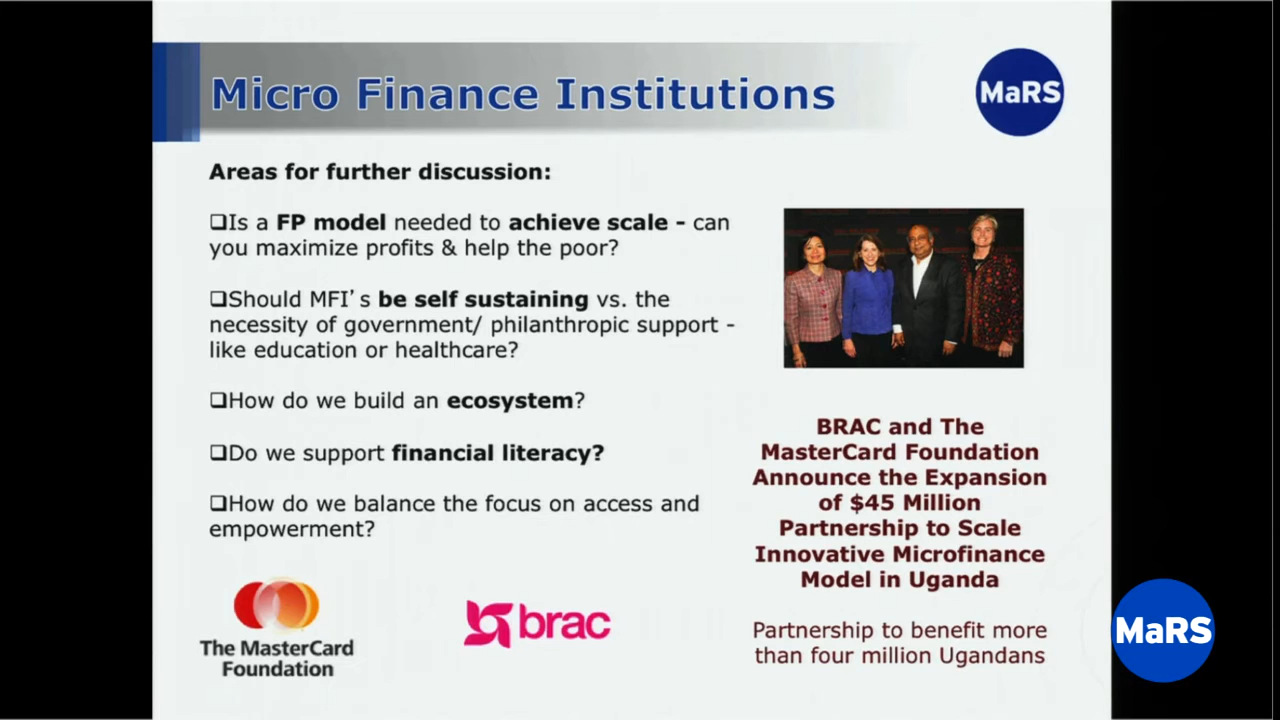 Micro Finance Institutions
MaRS
Areas for further discussion:
❑Is a FP model needed to achieve scale - can
you maximize profits & help the poor?
❑Should MFI's be self sustaining vs. the
necessity of government/ philanthropic support -
like education or healthcare?
❑How do we build an ecosystem?
❑Do we support financial literacy?
❑How do we balance the focus on access and
empowerment?
The MasterCard
Foundation
brac
BRAC and The
MasterCard Foundation
Announce the Expansion
of $45 Million
Partnership to Scale
Innovative Microfinance
Model in Uganda
Partnership to benefit more
than four million Ugandans
MaRS